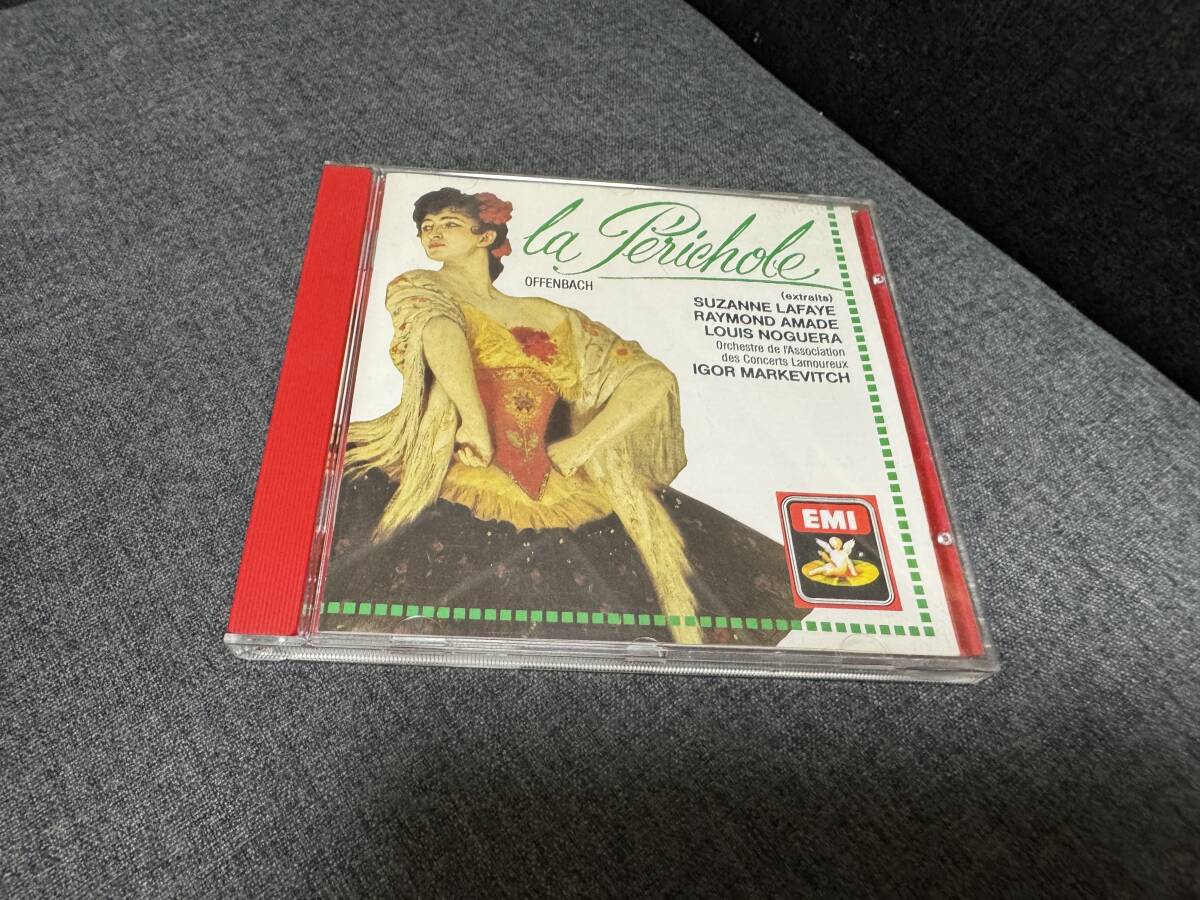 la Périchole
OFFENBACH
(extraits)
SUZANNE LAFAYE
RAYMOND AMADE
LOUIS NOGUERA
Orchestre de l'Association
des Concerts Lamoureux
IGOR MARKEVITCH
EMI